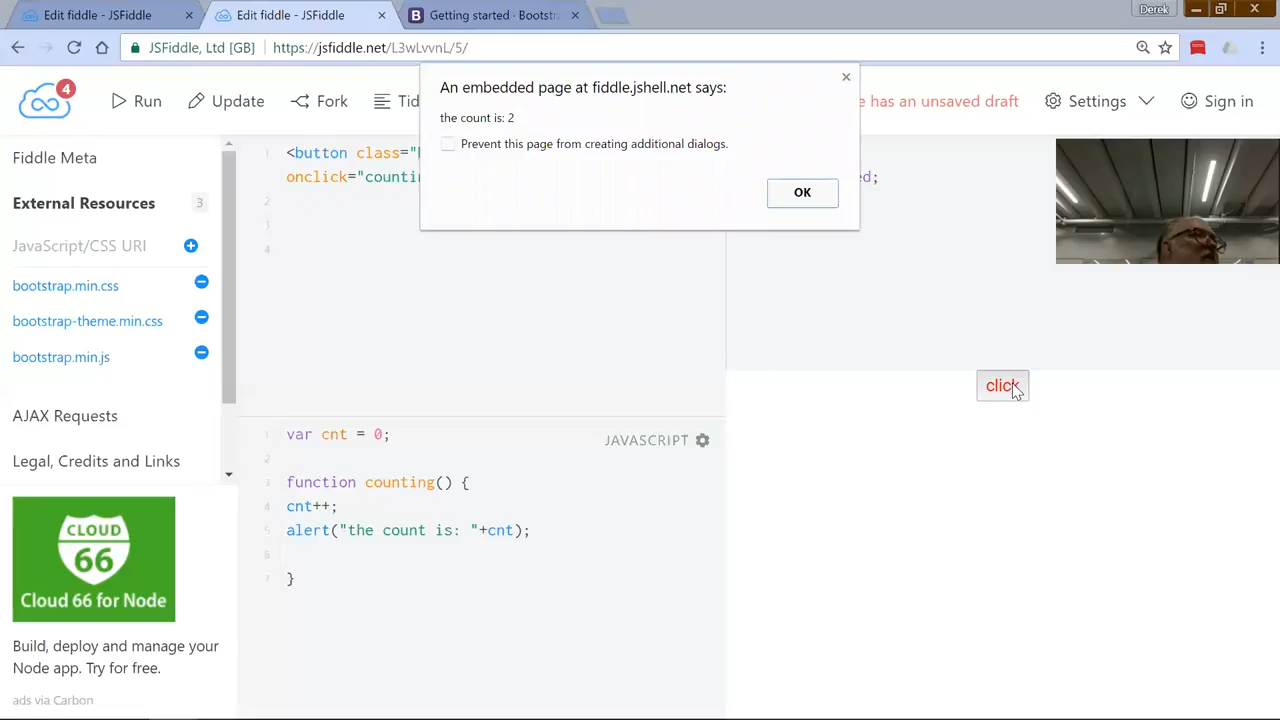 Edit fiddle - JSFiddle
Edit fiddle - JSFiddle
Getting started · Bootstr
Derek
JSFiddle, Ltd [GB]
https://jsfiddle.net/L3wLvvnL/5/
4
Run
Update
Fork
Tid
e has an unsaved draft
Settings
Sign in
An embedded page at fiddle.jshell.net says:
the count is: 2
Prevent this page from creating additional dialogs.
OK
Fiddle Meta
External Resources 3
JavaScript/CSS URI
bootstrap.min.css
bootstrap-theme.min.css
bootstrap.min.js
AJAX Requests
Legal, Credits and Links
CLOUD
66
Cloud 66 for Node
Build, deploy and manage your
Node app. Try for free.
ads via Carbon
1 <button class="
onclick="countin
2
3
4
ed;
JAVASCRIPT
1 var cnt = 0;
2
3 function counting() {
4 cnt++;
5 alert("the count is: "+cnt);
6
7 }
click